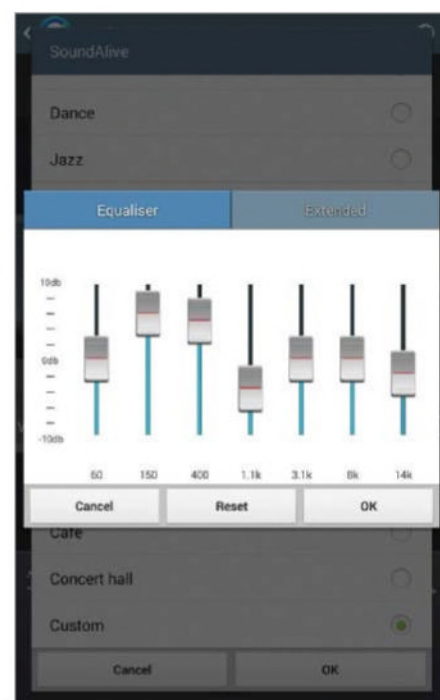 SoundAlive
Dance
Jazz
Equaliser Extended
10db
0db
-10db
60 150 400 1.1k 3.1k 8k 14k
Cancel Reset OK
Cafe
Concert hall
Custom
Cancel OK